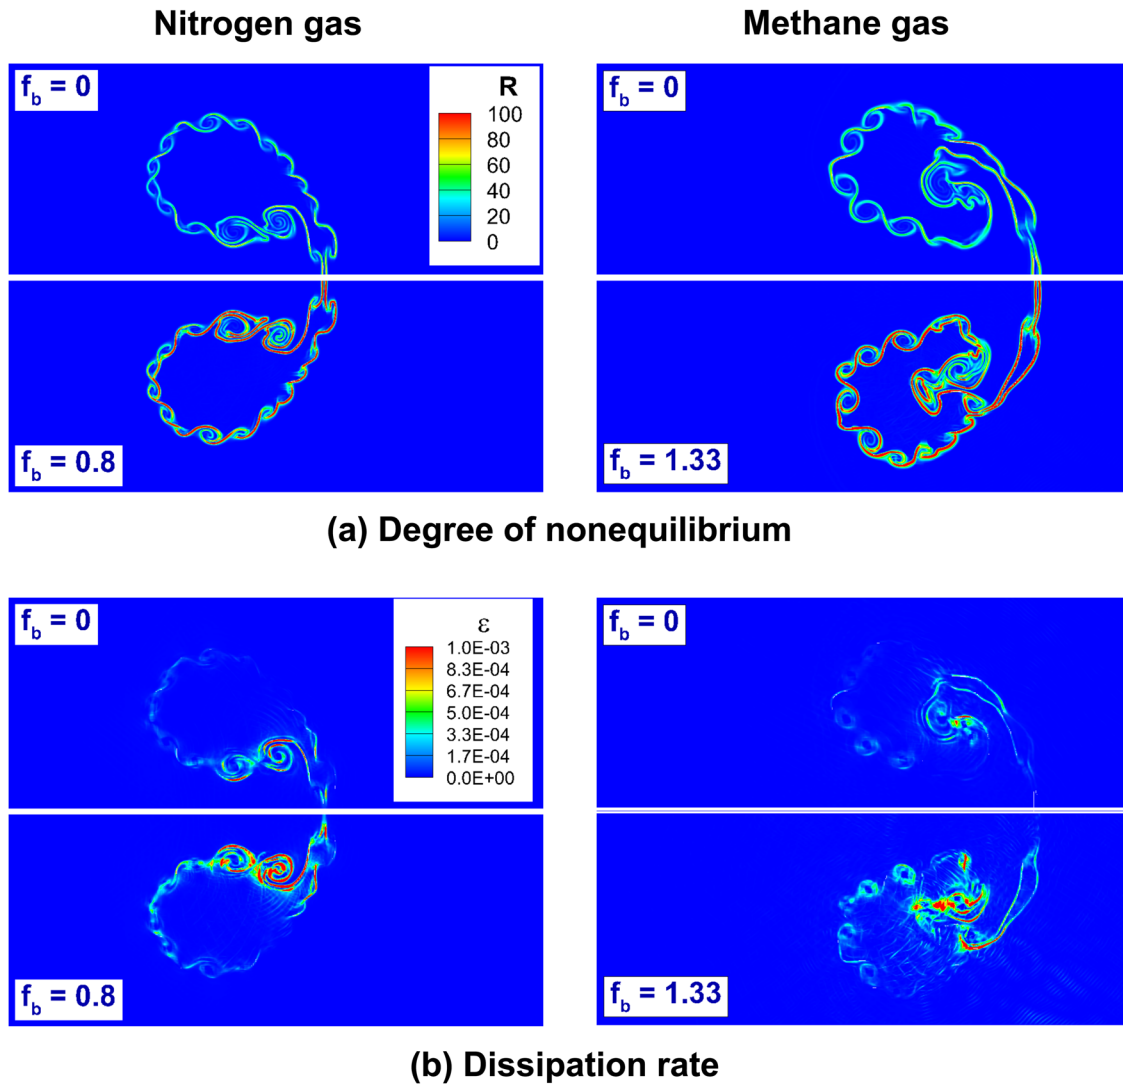 Nitrogen gas
Methane gas
f_b = 0
R
100
80
60
40
20
0
f_b = 0
f_b = 0.8
f_b = 1.33
(a) Degree of nonequilibrium
f_b = 0
ε
1.0E-03
8.3E-04
6.7E-04
5.0E-04
3.3E-04
1.7E-04
0.0E+00
f_b = 0
f_b = 0.8
f_b = 1.33
(b) Dissipation rate